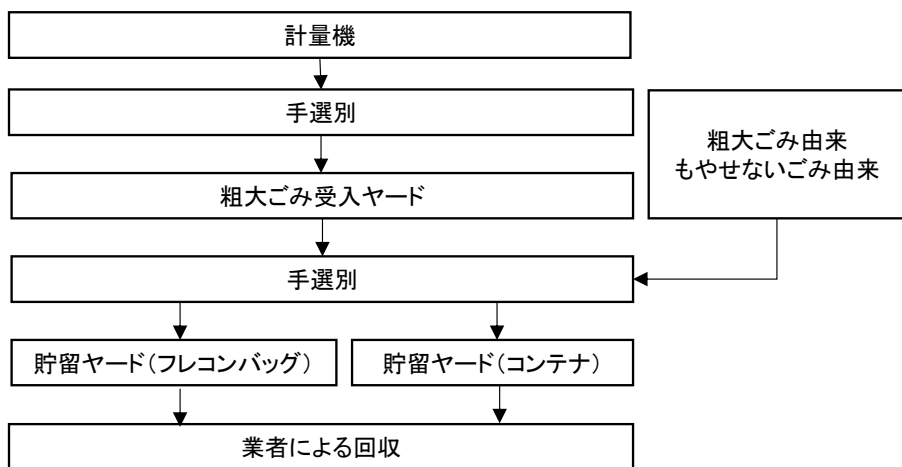 計量機
手選別
粗大ごみ由来
もやせないごみ由来
粗大ごみ受入ヤード
手選別
貯留ヤード(フレコンバッグ)
貯留ヤード(コンテナ)
業者による回収